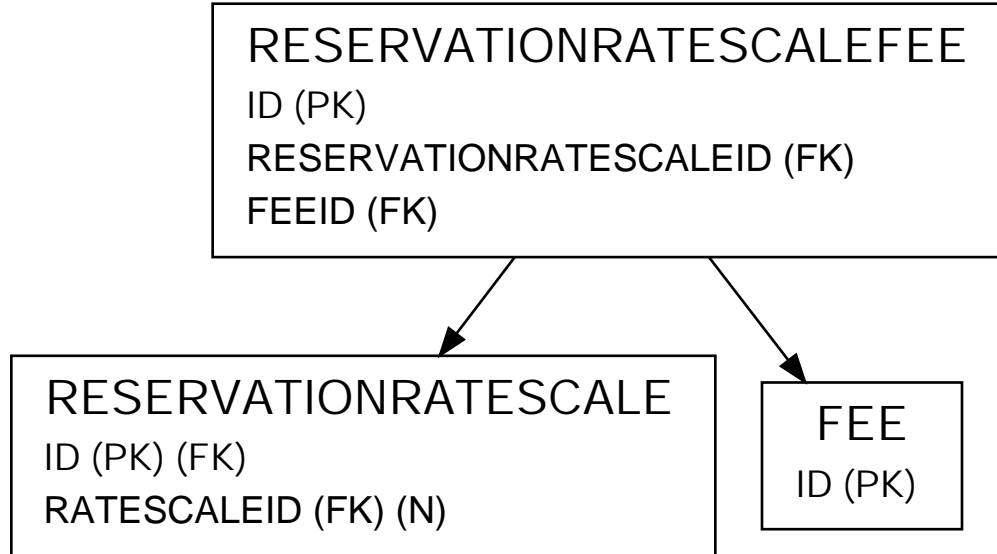 RESERVATIONRATESCALEFEE
ID (PK)
RESERVATIONRATESCALEID (FK)
FEEID (FK)
RESERVATIONRATESCALE
ID (PK) (FK)
RATESCALEID (FK) (N)
FEE
ID (PK)